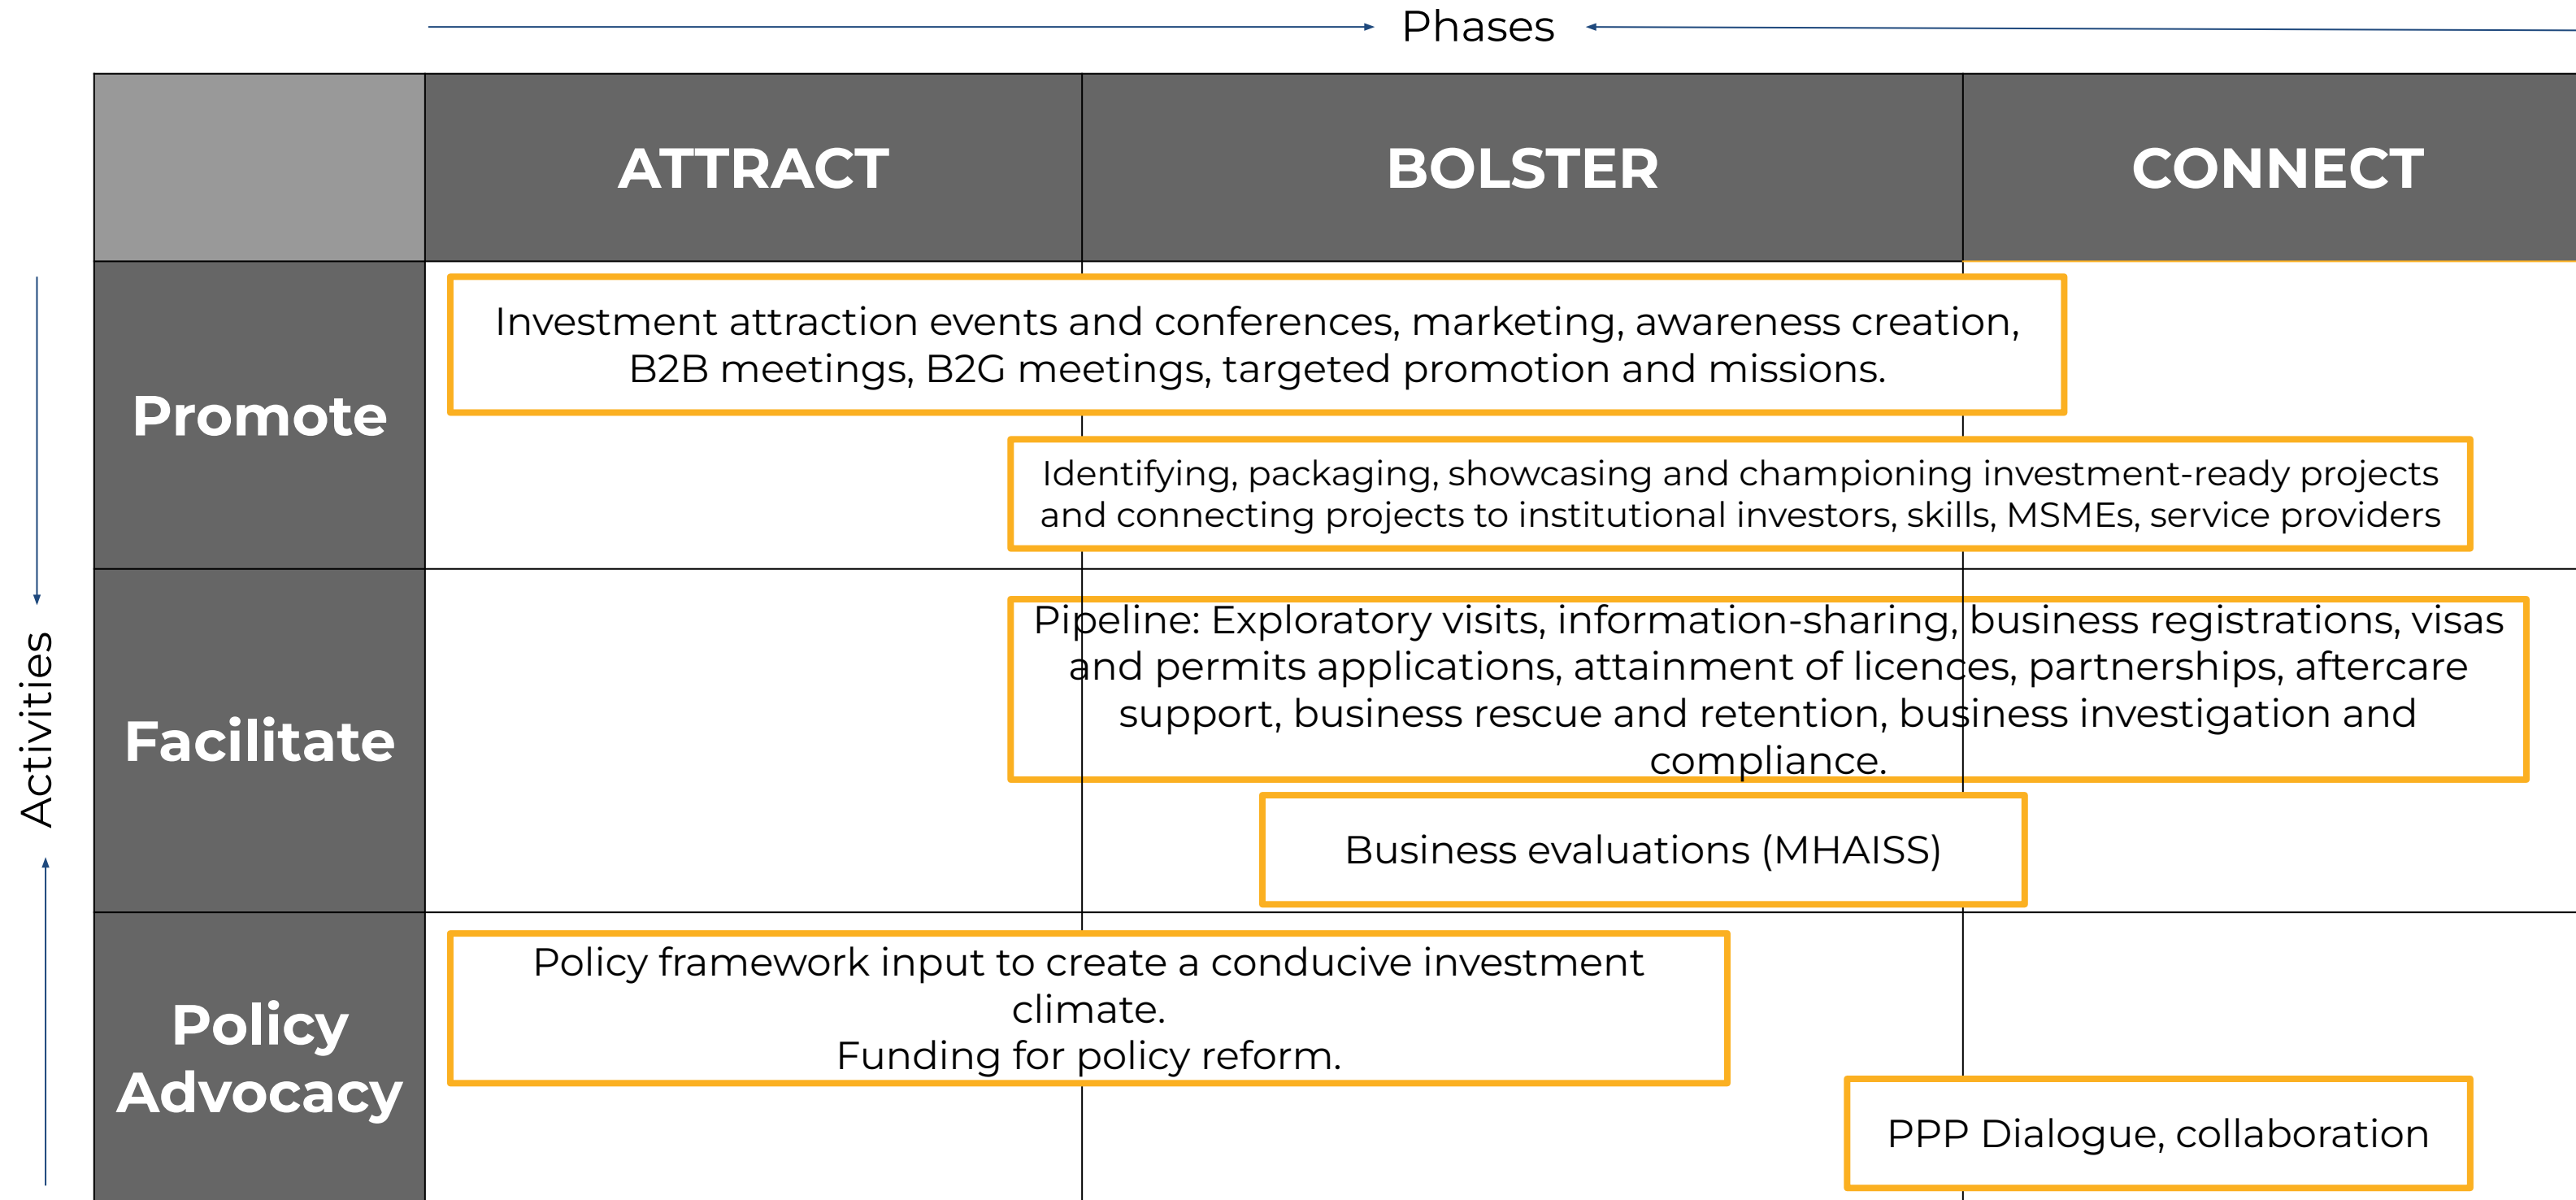 Phases
ATTRACT
BOLSTER
CONNECT
Activities
Promote
Investment attraction events and conferences, marketing, awareness creation,
B2B meetings, B2G meetings, targeted promotion and missions.
Identifying, packaging, showcasing and championing investment-ready projects
and connecting projects to institutional investors, skills, MSMEs, service providers
Facilitate
Pipeline: Exploratory visits, information-sharing, business registrations, visas
and permits applications, attainment of licences, partnerships, aftercare
support, business rescue and retention, business investigation and
compliance.
Business evaluations (MHAISS)
Policy
Advocacy
Policy framework input to create a conducive investment
climate.
Funding for policy reform.
PPP Dialogue, collaboration